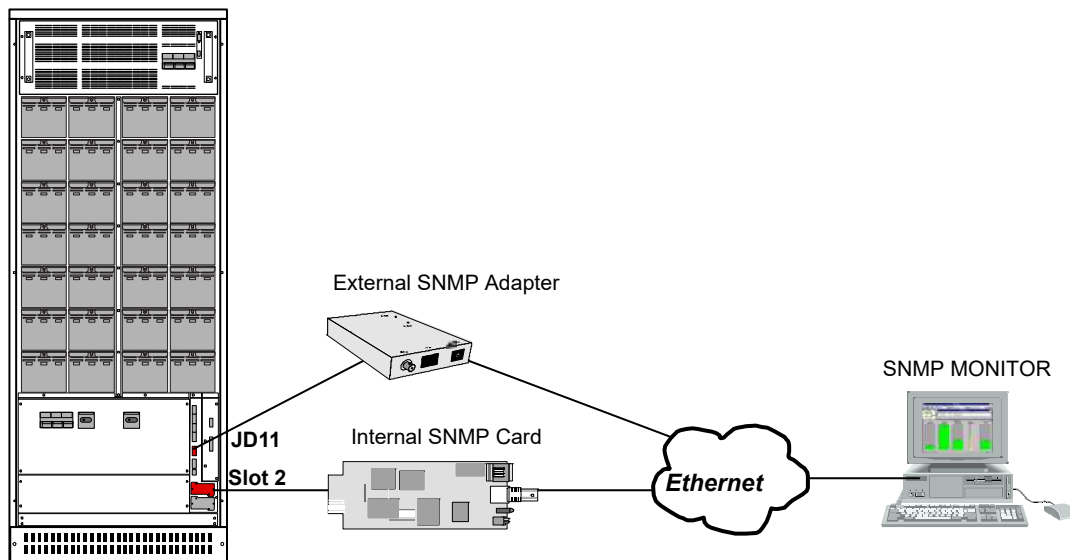 External SNMP Adapter
SNMP MONITOR
JD11
Internal SNMP Card
Slot 2
Ethernet